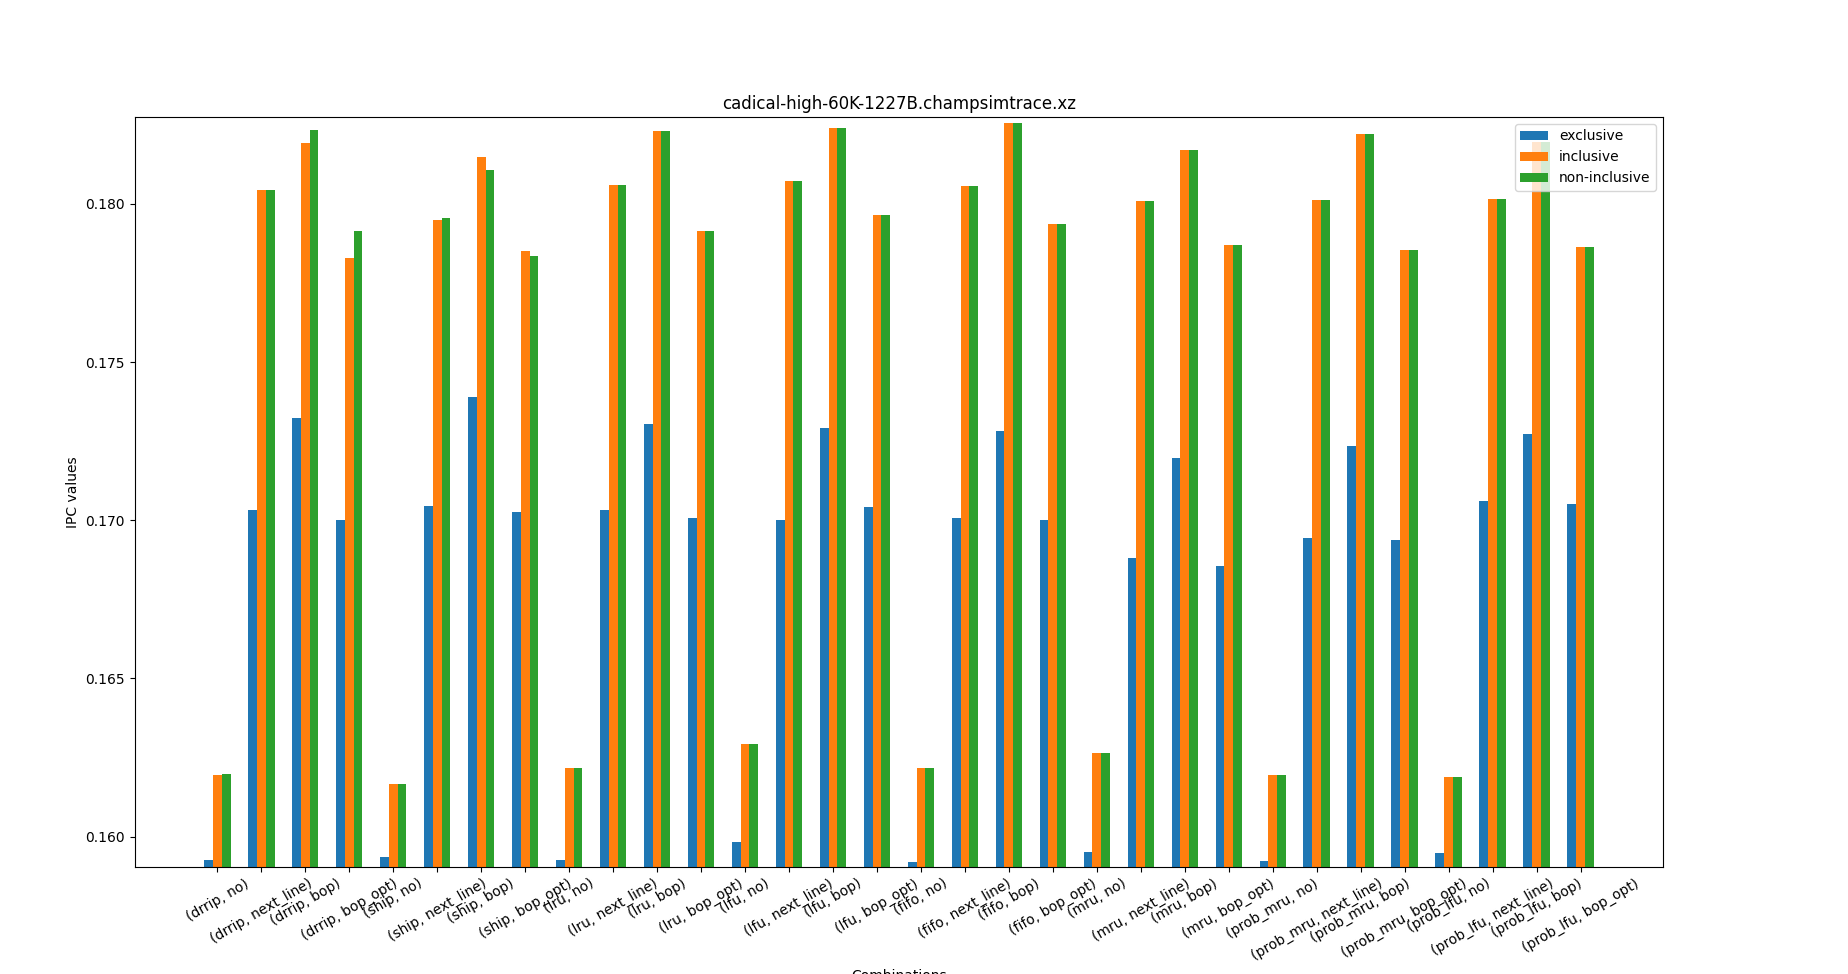 cadical-high-60K-1227B.champsimtrace.xz
exclusive
inclusive
non-inclusive
0.180
0.175
0.170
0.165
0.160
IPC values
(drrip, no)
(drrip, next_line)
(drrip, bop)
(drrip, bop_opt)
(ship, no)
(ship, next_line)
(ship, bop)
(ship, bop_opt)
(lru, no)
(lru, next_line)
(lru, bop)
(lru, bop_opt)
(lfu, no)
(lfu, next_line)
(lfu, bop)
(lfu, bop_opt)
(fifo, no)
(fifo, next_line)
(fifo, bop)
(fifo, bop_opt)
(mru, no)
(mru, next_line)
(mru, bop)
(mru, bop_opt)
(prob_mru, no)
(prob_mru, next_line)
(prob_mru, bop)
(prob_mru, bop_opt)
(prob_lfu, no)
(prob_lfu, next_line)
(prob_lfu, bop)
(prob_lfu, bop_opt)
Combinations